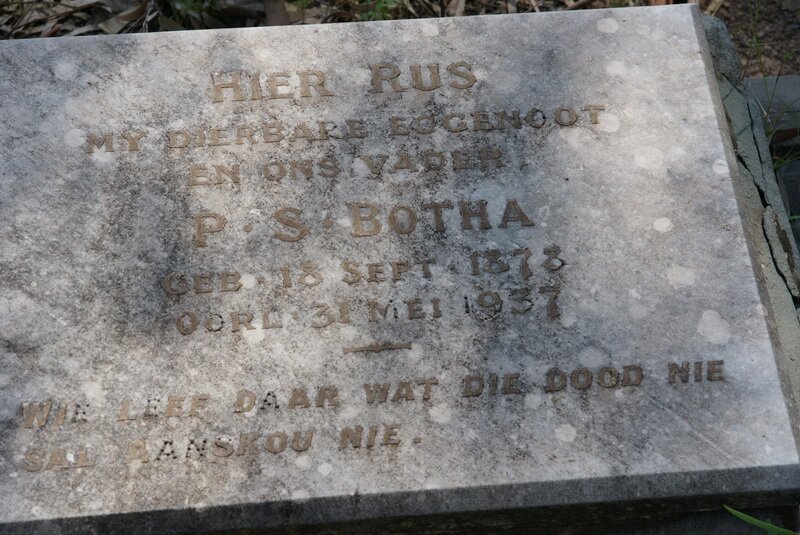 HIER RUS
MY DIERBARE EGGENOOT
EN ONS VADER
P. S. BOTHA
GEB. 18 SEPT. 1878
OORL. 31 MEI 1937
WIE LEEF DAAR WAT DIE DOOD NIE
SAL AANSKOU NIE.